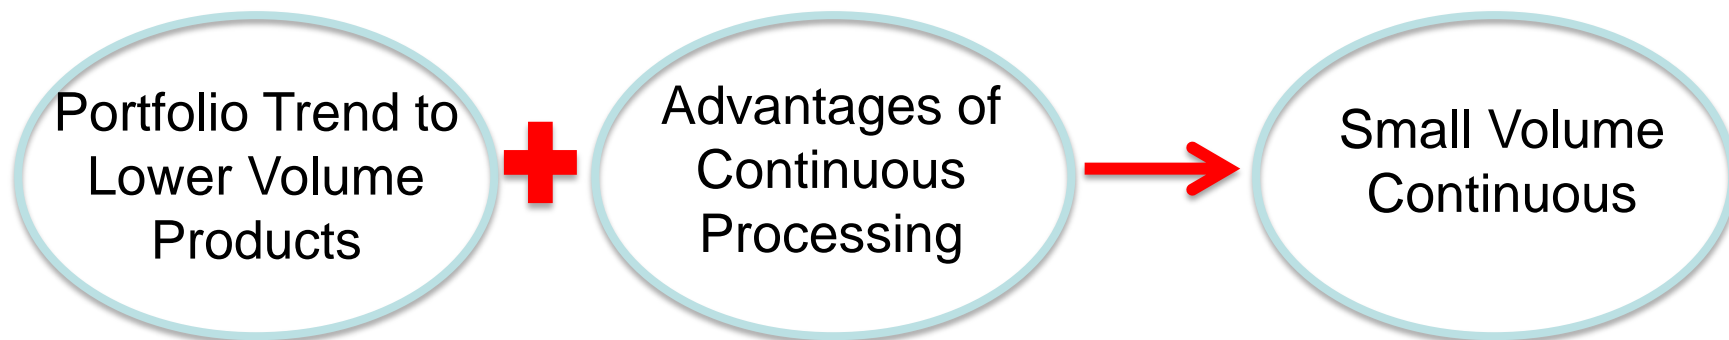 Portfolio Trend to
Lower Volume
Products
Advantages of
Continuous
Processing
Small Volume
Continuous